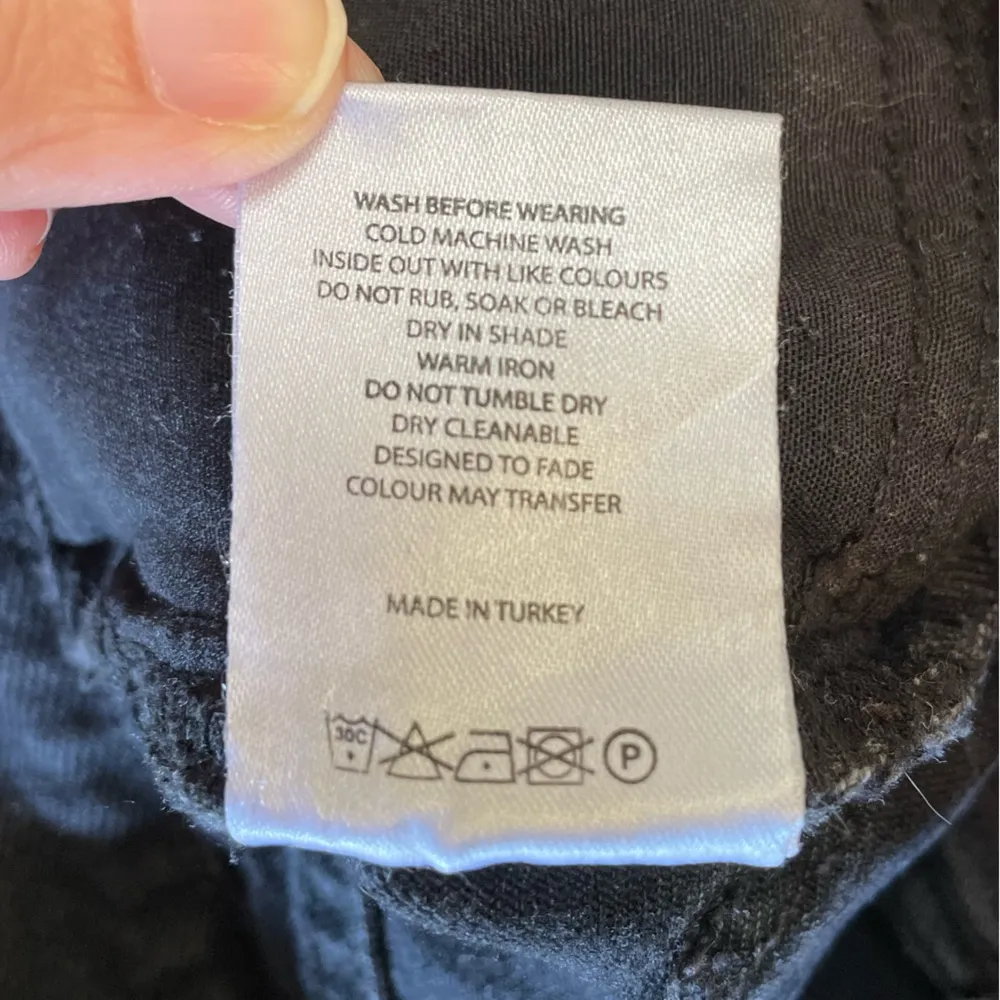 WASH BEFORE WEARING
COLD MACHINE WASH
INSIDE OUT WITH LIKE COLOURS
DO NOT RUB, SOAK OR BLEACH
DRY IN SHADE
WARM IRON
DO NOT TUMBLE DRY
DRY CLEANABLE
DESIGNED TO FADE
COLOUR MAY TRANSFER
MADE IN TURKEY
30C P